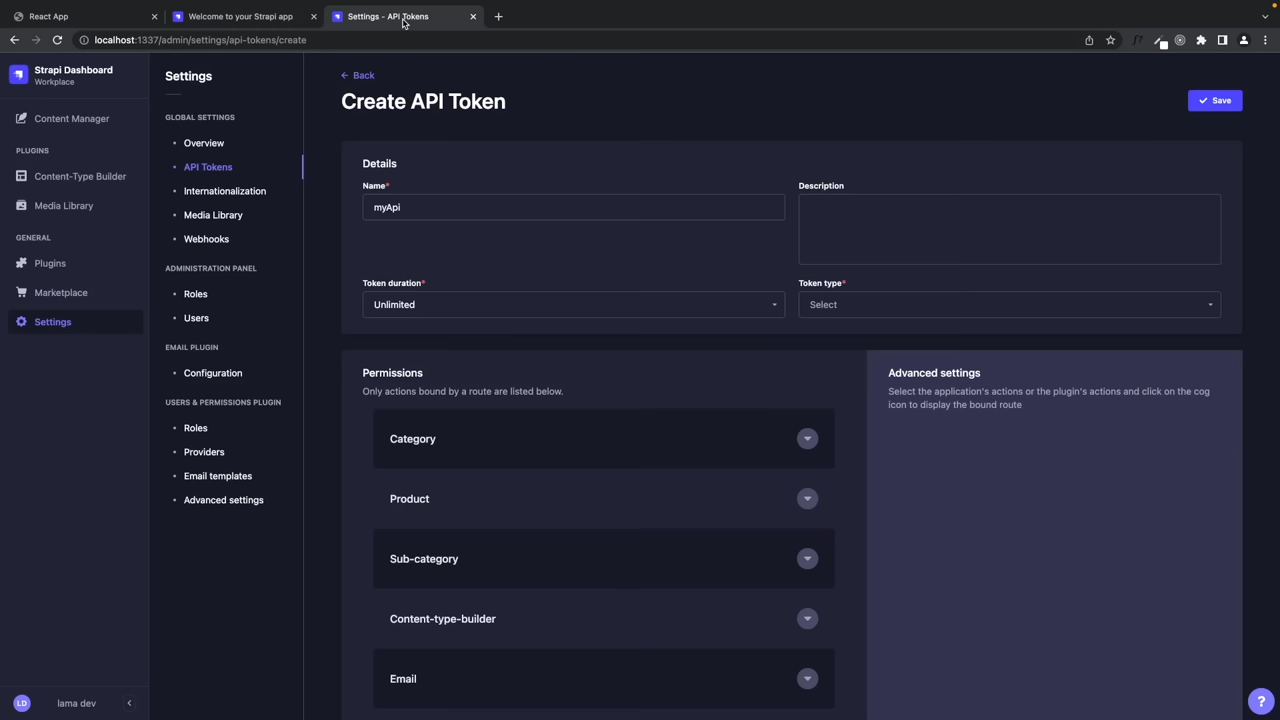 React App
Welcome to your Strapi app
Settings - API Tokens
localhost:1337/admin/settings/api-tokens/create
Strapi Dashboard
Workplace
Content Manager
PLUGINS
Content-Type Builder
Media Library
GENERAL
Plugins
Marketplace
Settings
LD
lama dev
Settings
GLOBAL SETTINGS
Overview
API Tokens
Internationalization
Media Library
Webhooks
ADMINISTRATION PANEL
Roles
Users
EMAIL PLUGIN
Configuration
USERS & PERMISSIONS PLUGIN
Roles
Providers
Email templates
Advanced settings
Back
Create API Token
Save
Details
Name*
myApi
Description
Token duration*
Unlimited
Token type*
Select
Permissions
Only actions bound by a route are listed below.
Category
Product
Sub-category
Content-type-builder
Email
Advanced settings
Select the application's actions or the plugin's actions and click on the cog
icon to display the bound route
?